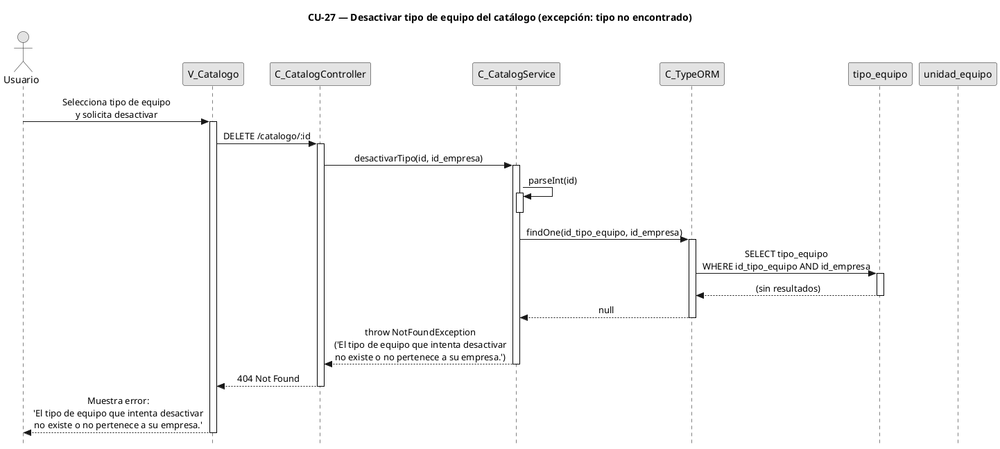 CU-27 — Desactivar tipo de equipo del catálogo (excepción: tipo no encontrado)
Usuario
V_Catalogo
C_CatalogController
C_CatalogService
C_TypeORM
tipo_equipo
unidad_equipo
Selecciona tipo de equipo
y solicita desactivar
DELETE /catalogo/:id
desactivarTipo(id, id_empresa)
parseInt(id)
findOne(id_tipo_equipo, id_empresa)
SELECT tipo_equipo
WHERE id_tipo_equipo AND id_empresa
(sin resultados)
null
throw NotFoundException
('El tipo de equipo que intenta desactivar
no existe o no pertenece a su empresa.')
404 Not Found
Muestra error:
'El tipo de equipo que intenta desactivar
no existe o no pertenece a su empresa.'